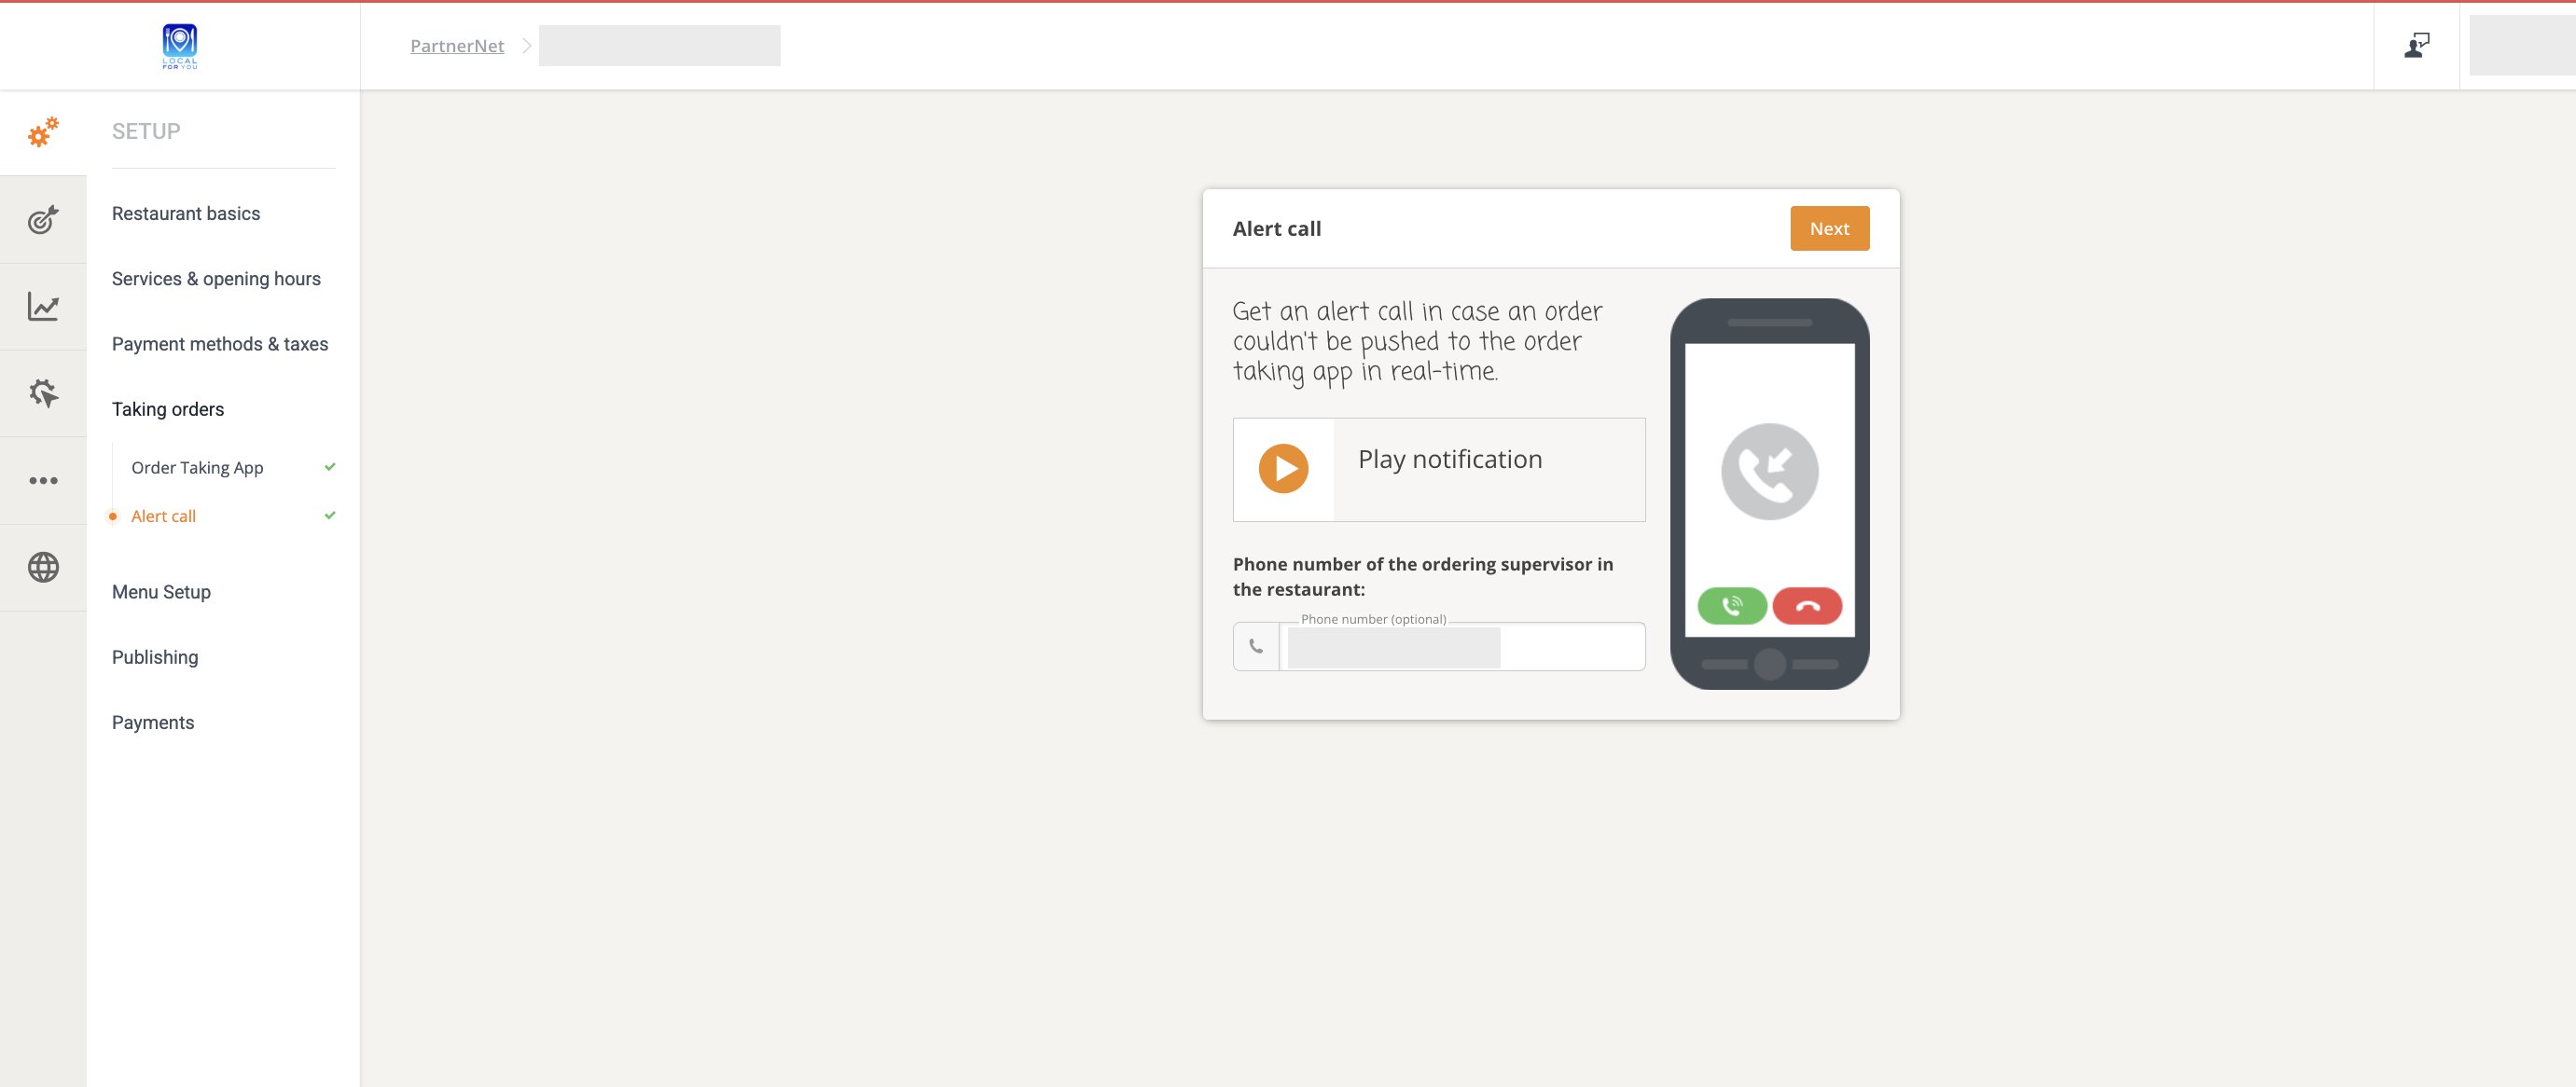 LOCAL
FOR YOU
PartnerNet
SETUP
Restaurant basics
Services & opening hours
Payment methods & taxes
Taking orders
Order Taking App
Alert call
Menu Setup
Publishing
Payments
Alert call
Next
Get an alert call in case an order
couldn't be pushed to the order
taking app in real-time.
Play notification
Phone number of the ordering supervisor in
the restaurant:
Phone number (optional)